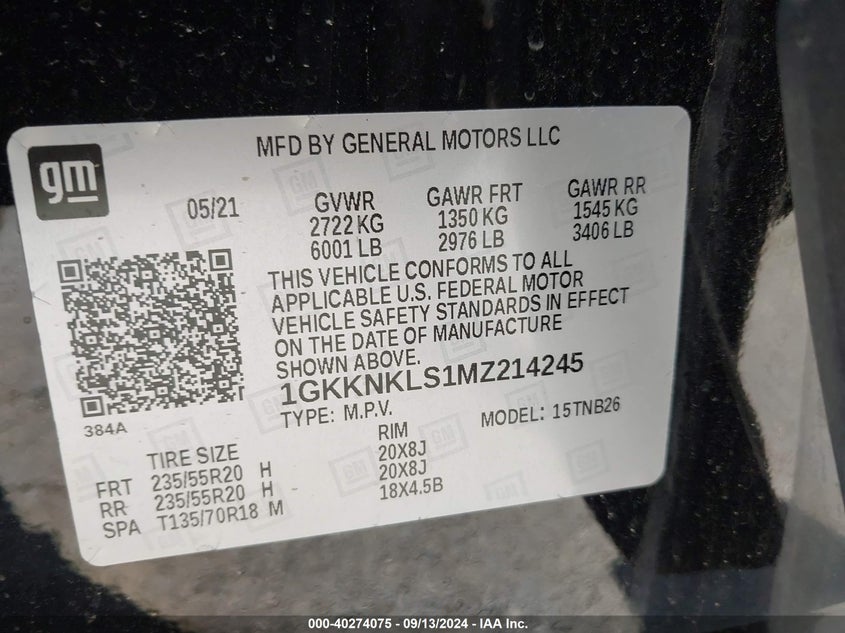 MFD BY GENERAL MOTORS LLC
gm
05/21
GVWR
2722 KG
6001 LB
GAWR FRT
1350 KG
2976 LB
GAWR RR
1545 KG
3406 LB
THIS VEHICLE CONFORMS TO ALL
APPLICABLE U.S. FEDERAL MOTOR
VEHICLE SAFETY STANDARDS IN EFFECT
ON THE DATE OF MANUFACTURE
SHOWN ABOVE.
1GKKNKLS1MZ214245
TYPE: M.P.V.
MODEL: 15TNB26
384A
TIRE SIZE RIM
FRT 235/55R20 H 20X8J
RR 235/55R20 H 20X8J
SPA T135/70R18 M 18X4.5B
000-40274075 - 09/13/2024 - IAA Inc.